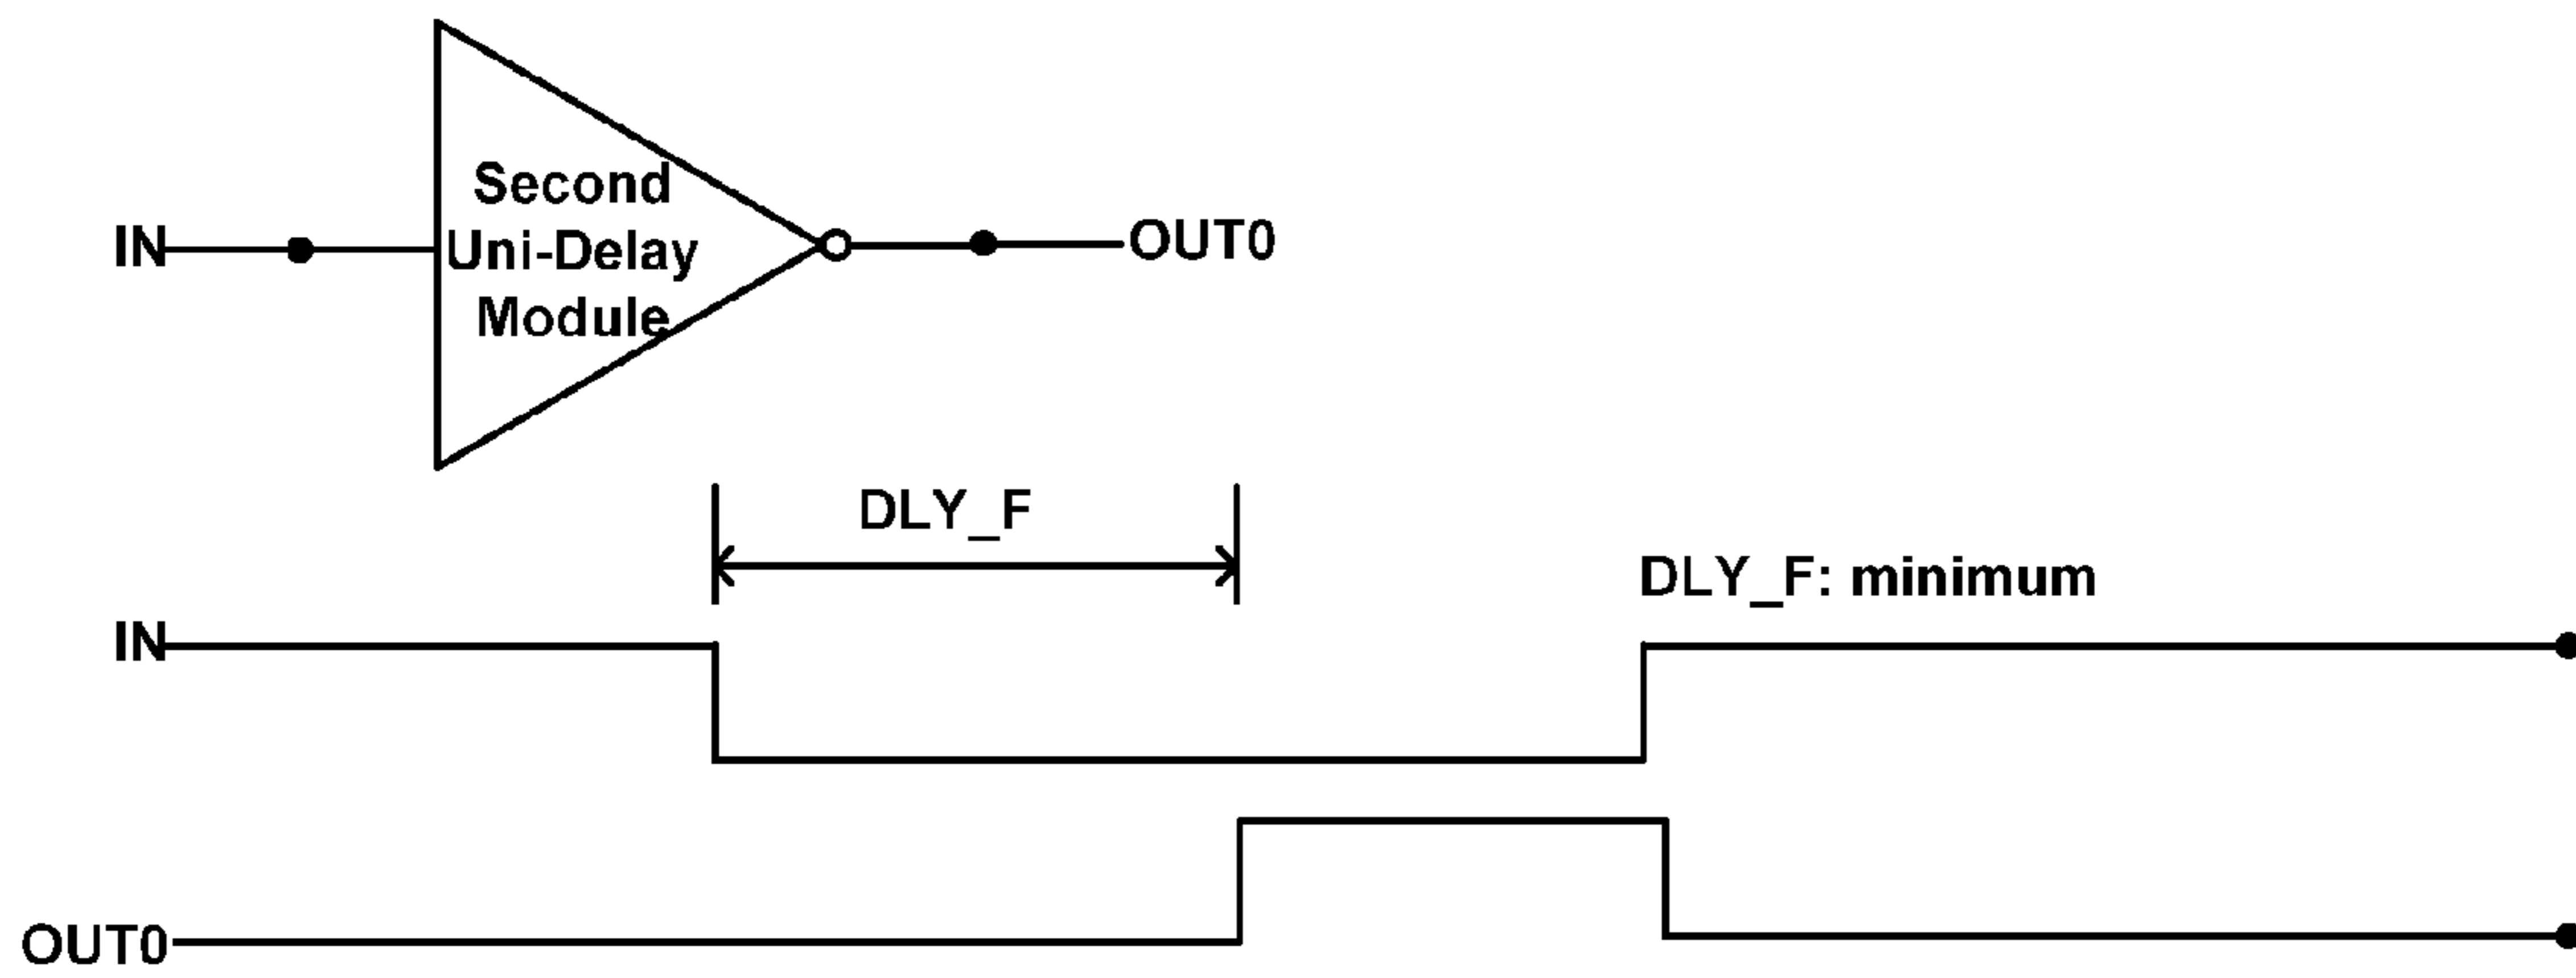 Second
IN Uni-Delay OUT0
Module
DLY_F
DLY_F: minimum
IN
OUT0